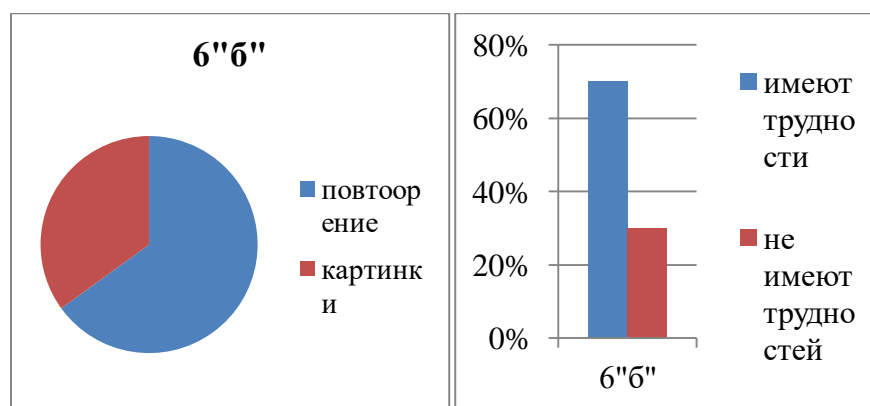 6"б"
повтоор
ение
картинк
и
80%
60%
40%
20%
0%
6"б"
имеют
трудно
сти
не
имеют
трудно
стей